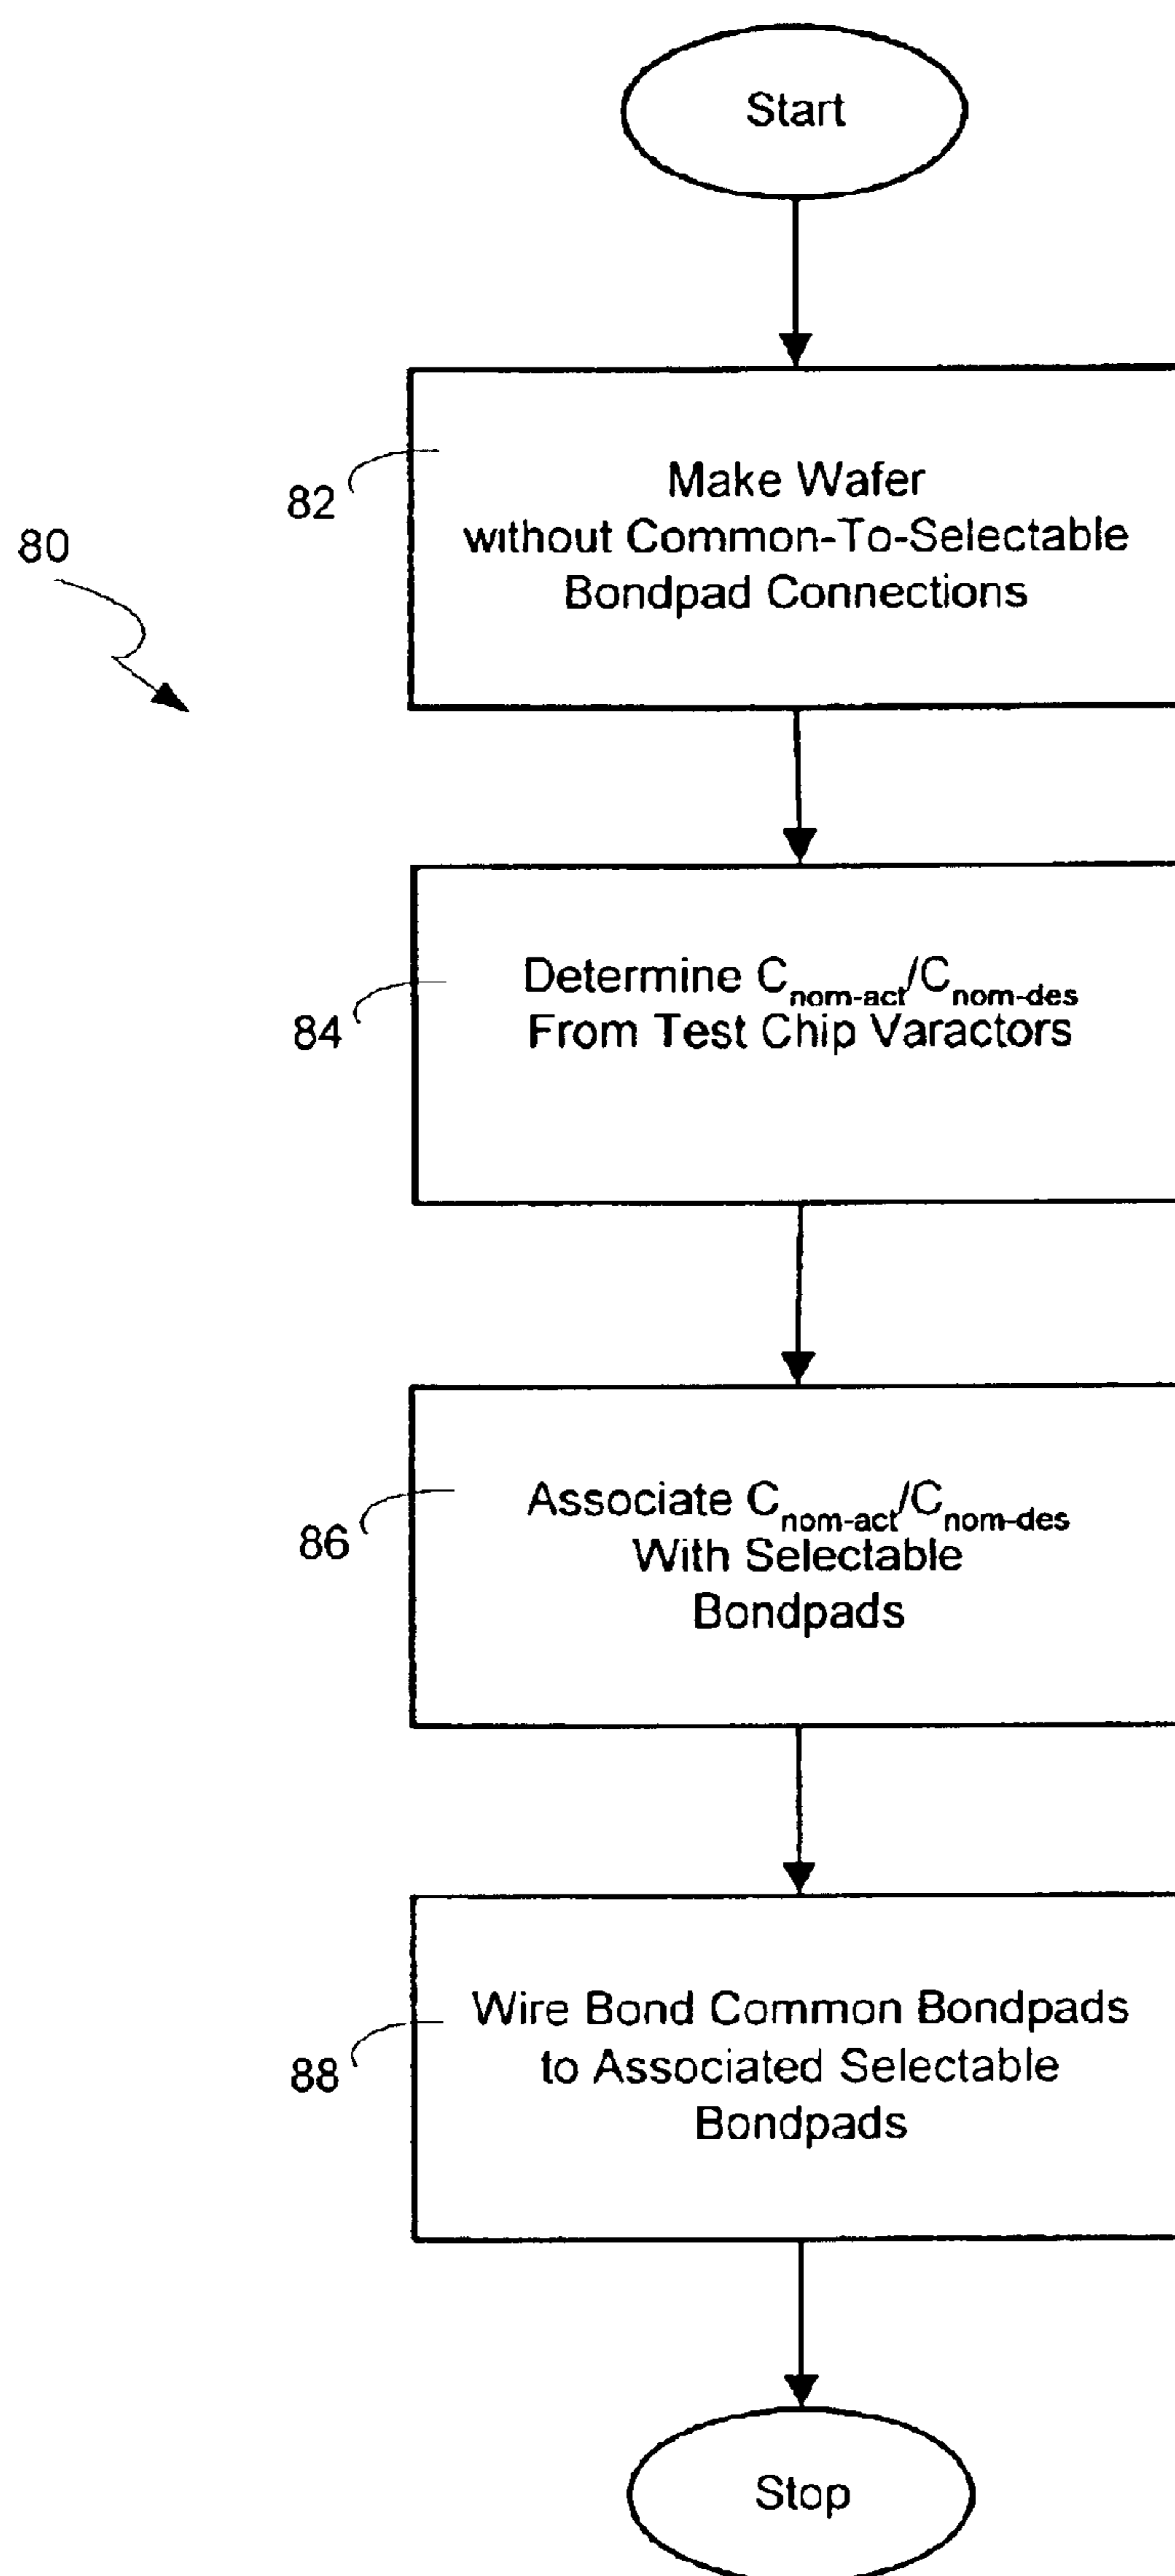 Start
82
Make Wafer
without Common-To-Selectable
Bondpad Connections
80
84
Determine Cnom-act/Cnom-des
From Test Chip Varactors
86
Associate Cnom-act/Cnom-des
With Selectable
Bondpads
88
Wire Bond Common Bondpads
to Associated Selectable
Bondpads
Stop